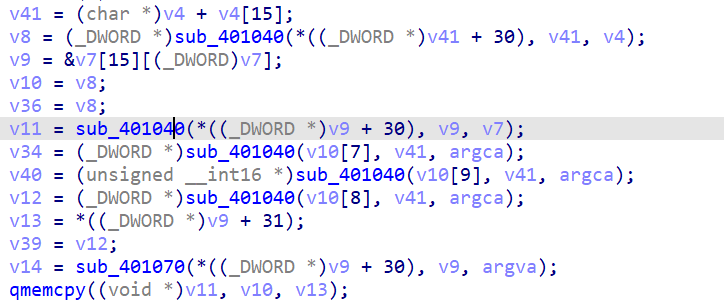 v41 = (char *)v4 + v4[15];
v8 = (_DWORD *)sub_401040(*((_DWORD *)v41 + 30), v41, v4);
v9 = &v7[15][(_DWORD)v7];
v10 = v8;
v36 = v8;
v11 = sub_401040(*((_DWORD *)v9 + 30), v9, v7);
v34 = (_DWORD *)sub_401040(v10[7], v41, argca);
v40 = (unsigned __int16 *)sub_401040(v10[9], v41, argca);
v12 = (_DWORD *)sub_401040(v10[8], v41, argca);
v13 = *((_DWORD *)v9 + 31);
v39 = v12;
v14 = sub_401070(*((_DWORD *)v9 + 30), v9, argva);
qmemcpy((void *)v11, v10, v13);